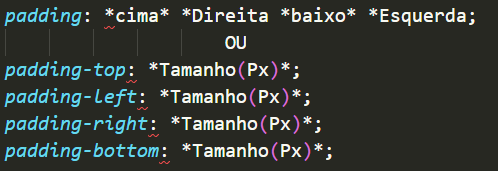 padding: *cima* *Direita *baixo* *Esquerda;
OU
padding-top: *Tamanho(Px)*;
padding-left: *Tamanho(Px)*;
padding-right: *Tamanho(Px)*;
padding-bottom: *Tamanho(Px)*;